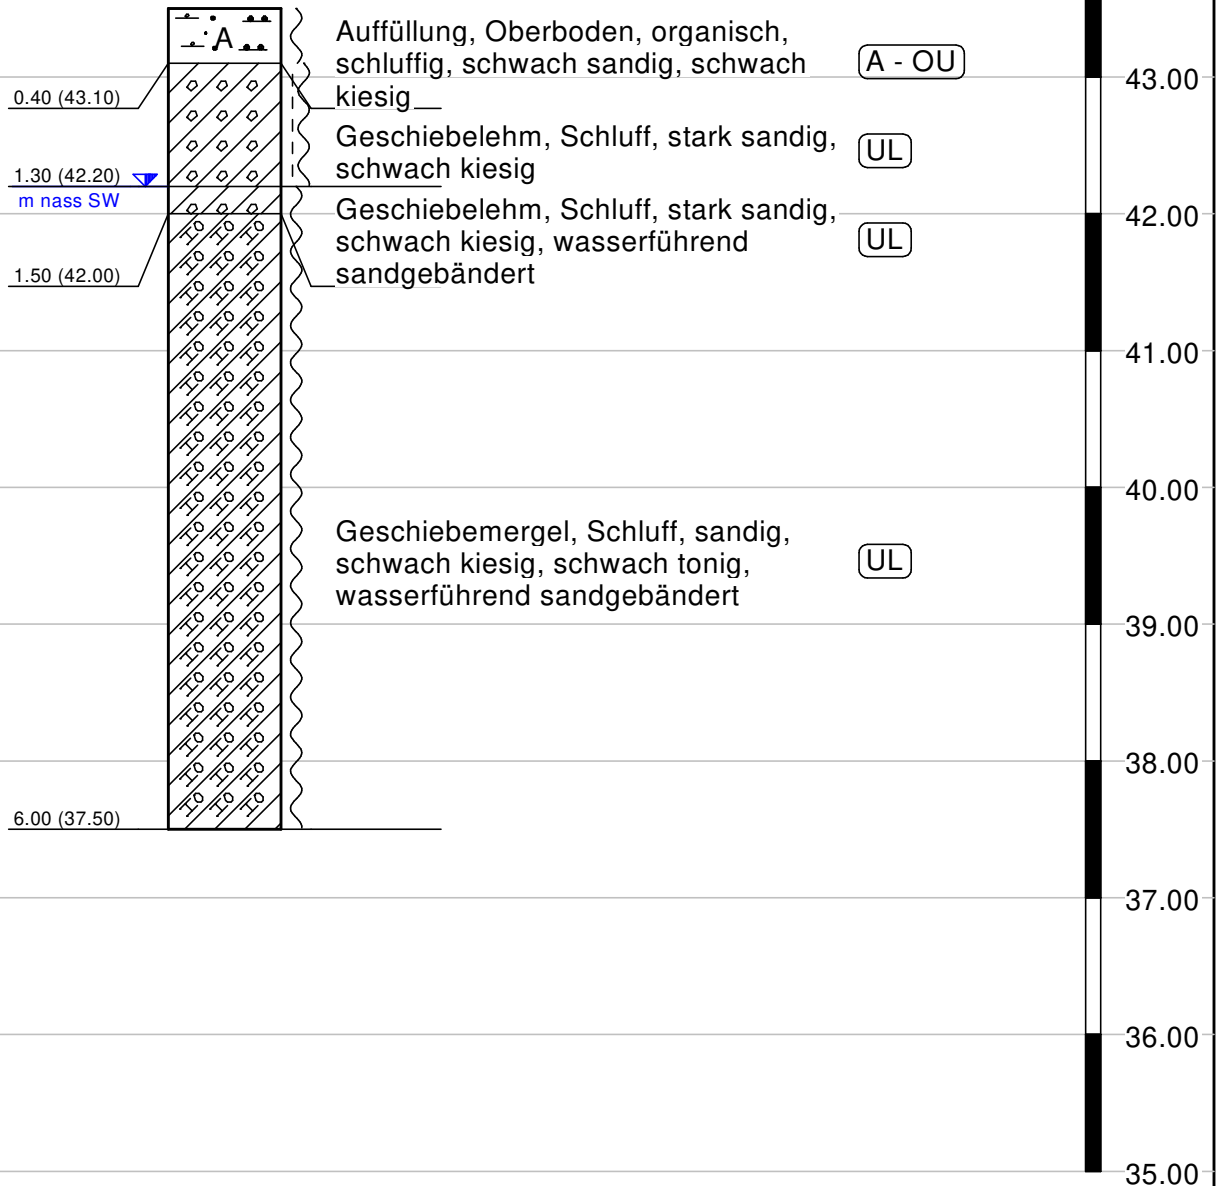 Auffüllung, Oberboden, organisch,
schluffig, schwach sandig, schwach
kiesig
A
A - OU
43.00
0.40 (43.10)
Geschiebelehm, Schluff, stark sandig,
schwach kiesig
UL
1.30 (42.20)
m nass SW
Geschiebelehm, Schluff, stark sandig,
schwach kiesig, wasserführend
sandgebändert
UL
42.00
1.50 (42.00)
41.00
40.00
Geschiebemergel, Schluff, sandig,
schwach kiesig, schwach tonig,
wasserführend sandgebändert
UL
39.00
38.00
6.00 (37.50)
37.00
36.00
35.00